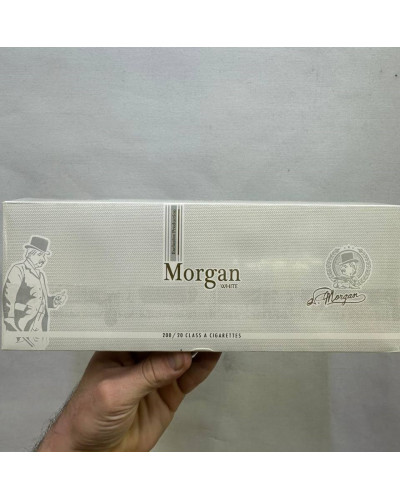 Morgan
WHITE
J. Morgan
200/20 CLASS A CIGARETTES